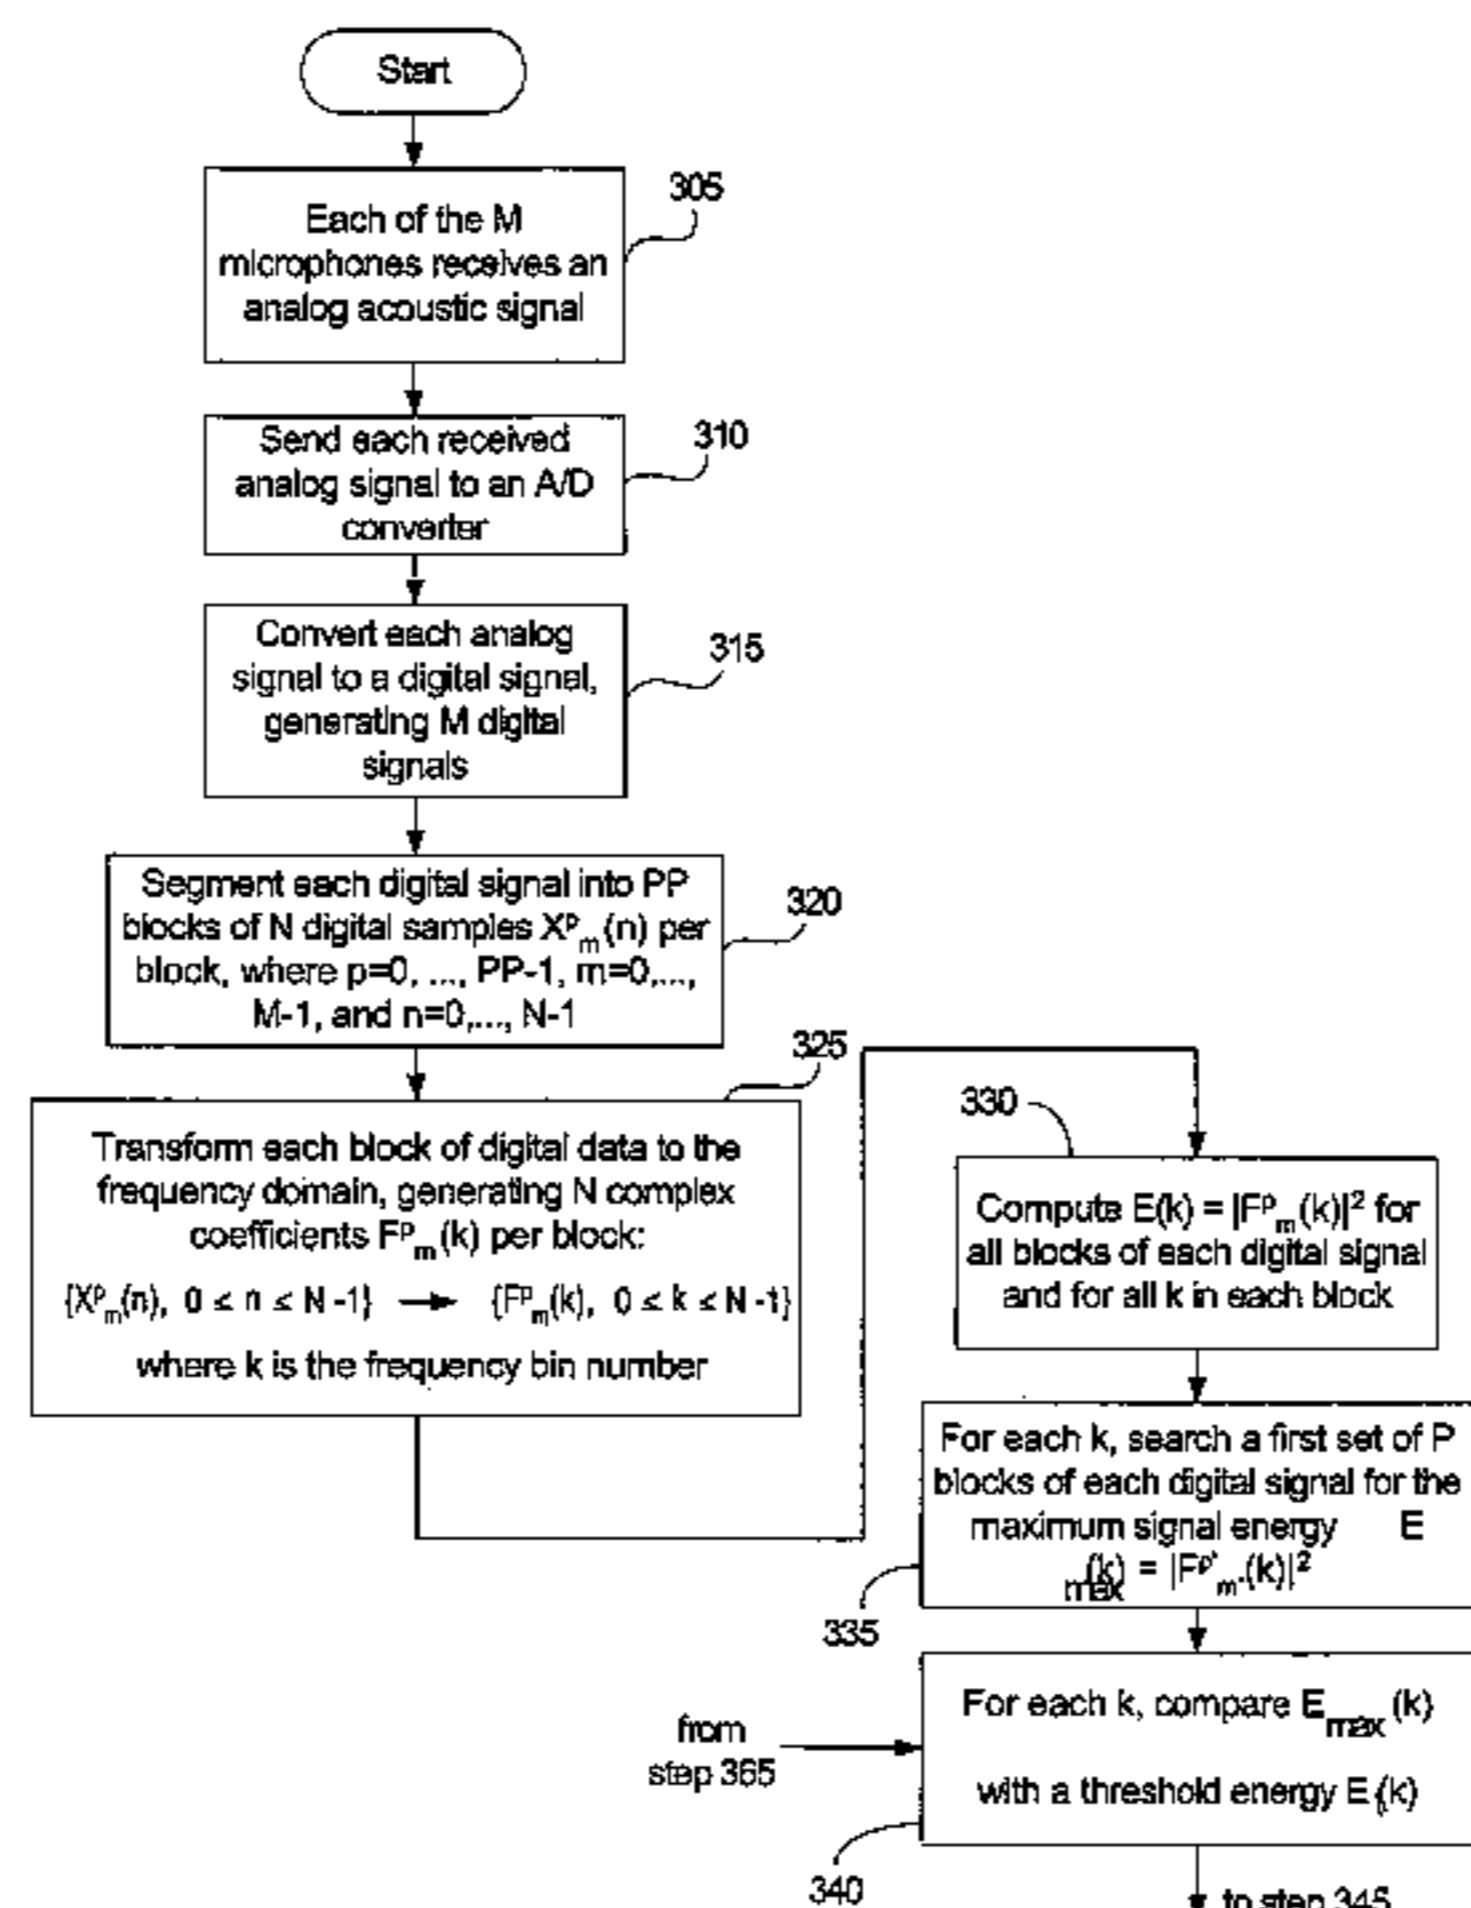 Start
305
Each of the M
microphones receives an
analog acoustic signal
310
Send each received
analog signal to an A/D
converter
315
Convert each analog
signal to a digital signal,
generating M digital
signals
320
Segment each digital signal into PP
blocks of N digital samples Xᵖₘ(n) per
block, where p=0, ..., PP-1, m=0,...,
M-1, and n=0,..., N-1
325
Transform each block of digital data to the
frequency domain, generating N complex
coefficients Fᵖₘ(k) per block:
{Xᵖₘ(n), 0 ≤ n ≤ N -1} → {Fᵖₘ(k), 0 ≤ k ≤ N -1}
where k is the frequency bin number
330
Compute E(k) = |Fᵖₘ(k)|² for
all blocks of each digital signal
and for all k in each block
For each k, search a first set of P
blocks of each digital signal for the
maximum signal energy E
max(k) = |Fᵖ'ₘ'(k)|²
335
For each k, compare Emax (k)
with a threshold energy Eₜ(k)
from
step 365
340
to step 345